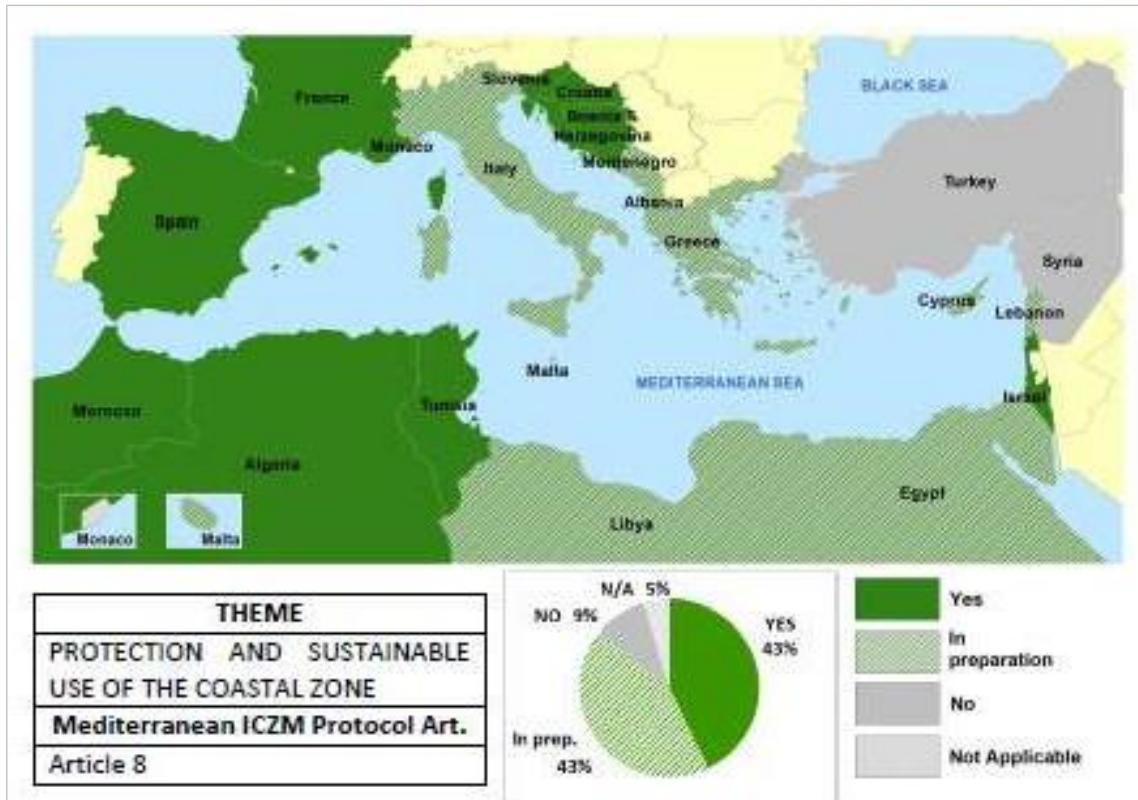 BLACK SEA
Slovenia
France
Croatia
Bosnia &
Herzegovina
Monaco
Montenegro
Italy
Turkey
Albania
Spain
Greece
Syria
Cyprus
Lebanon
Malta
MEDITERRANEAN SEA
Israel
Morocco
Tunisia
Algeria
Egypt
Libya
Monaco
Malta
THEME
PROTECTION AND SUSTAINABLE
USE OF THE COASTAL ZONE
Mediterranean ICZM Protocol Art.
Article 8
N/A 5%
NO 9%
YES
43%
In prep.
43%
Yes
In
preparation
No
Not Applicable